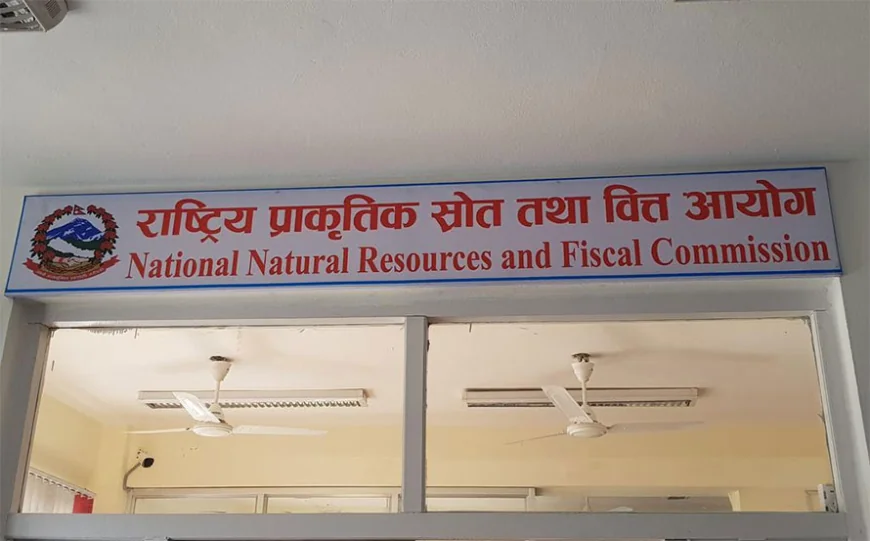 राष्ट्रिय प्राकृतिक स्रोत तथा वित्त आयोग
National Natural Resources and Fiscal Commission